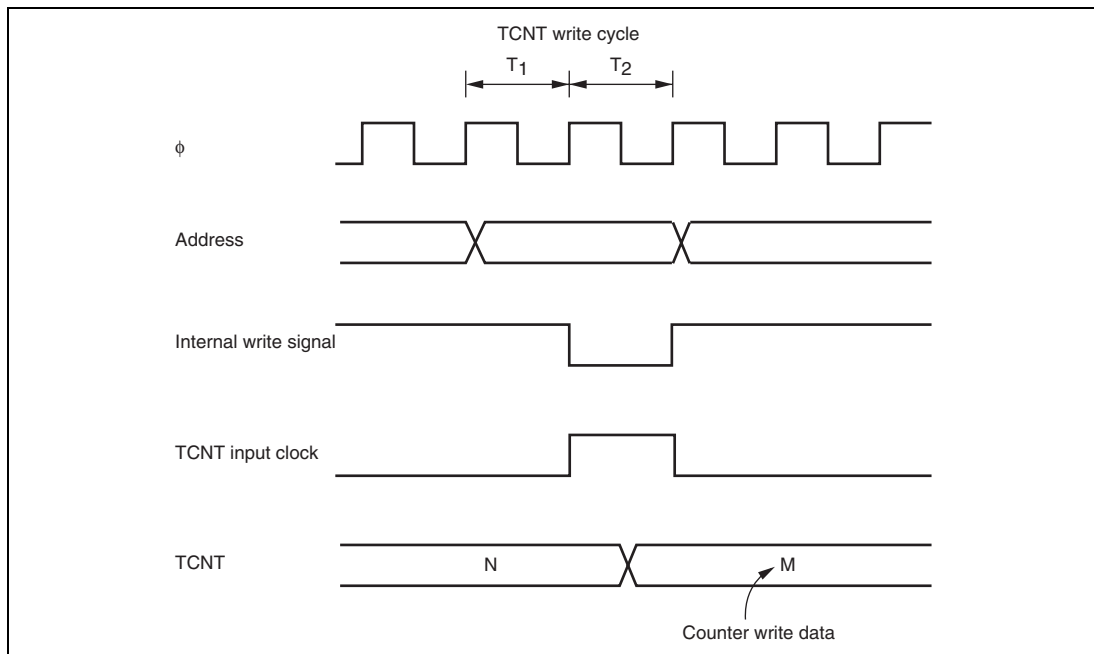 TCNT write cycle
T1 T2
φ
Address
Internal write signal
TCNT input clock
TCNT N M
Counter write data